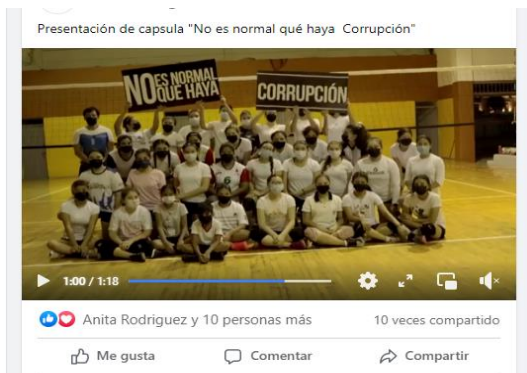 Presentación de capsula "No es normal qué haya Corrupción"
NO ES NORMAL
QUE HAYA
CORRUPCIÓN
1:00 / 1:18
Anita Rodriguez y 10 personas más
10 veces compartido
Me gusta
Comentar
Compartir